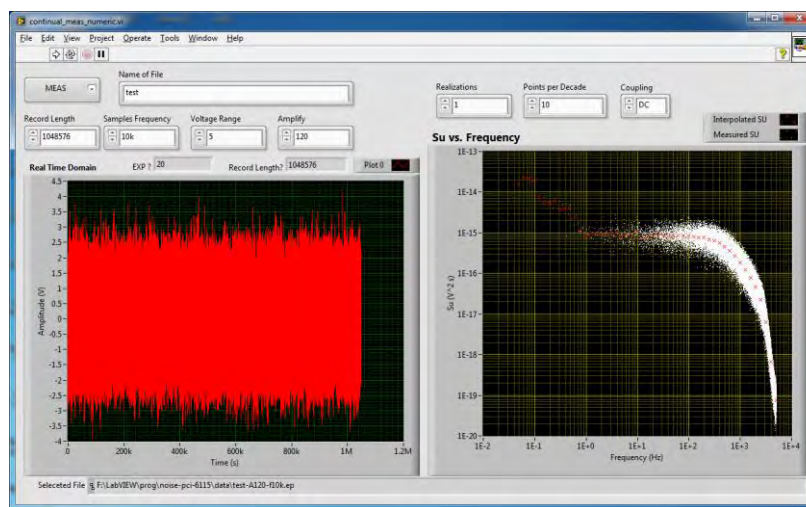 continual_meas_numeric.vi
File Edit View Project Operate Tools Window Help
MEAS
Name of File
test
Realizations Points per Decade Coupling
1 10 DC
Record Length Samples Frequency Voltage Range Amplify
1048576 10k 5 120
Interpolated SU
Measured SU
Su vs. Frequency
Real Time Domain EXP ? 20 Record Length? 1048576 Plot 0
4.5
4
3.5
3
2.5
2
1.5
1
0.5
0
-0.5
-1
-1.5
-2
-2.5
-3
-3.5
-4
Amplitude (V)
0 200k 400k 600k 800k 1M 1.2M
Time (s)
1E-13
1E-14
1E-15
1E-16
1E-17
1E-18
1E-19
1E-20
Su (V^2 s)
1E-2 1E-1 1E+0 1E+1 1E+2 1E+3 1E+4
Frequency (Hz)
Seleceted File F:\LabVIEW\prog\noise-pci-6115\data\test-A120-f10k.ep